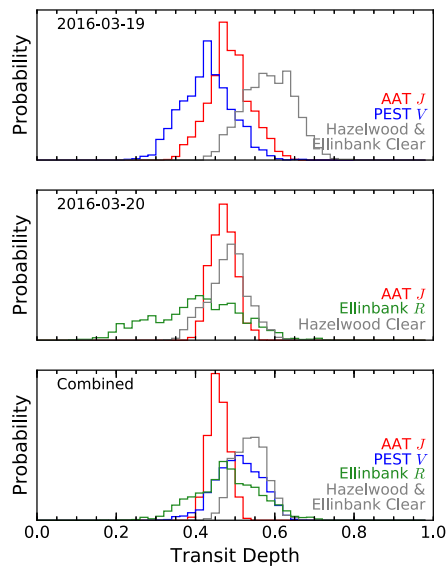 2016-03-19
Probability
AAT J
PEST V
Hazelwood &
Ellinbank Clear
2016-03-20
Probability
AAT J
Ellinbank R
Hazelwood Clear
Combined
Probability
AAT J
PEST V
Ellinbank R
Hazelwood &
Ellinbank Clear
0.0 0.2 0.4 0.6 0.8 1.0
Transit Depth